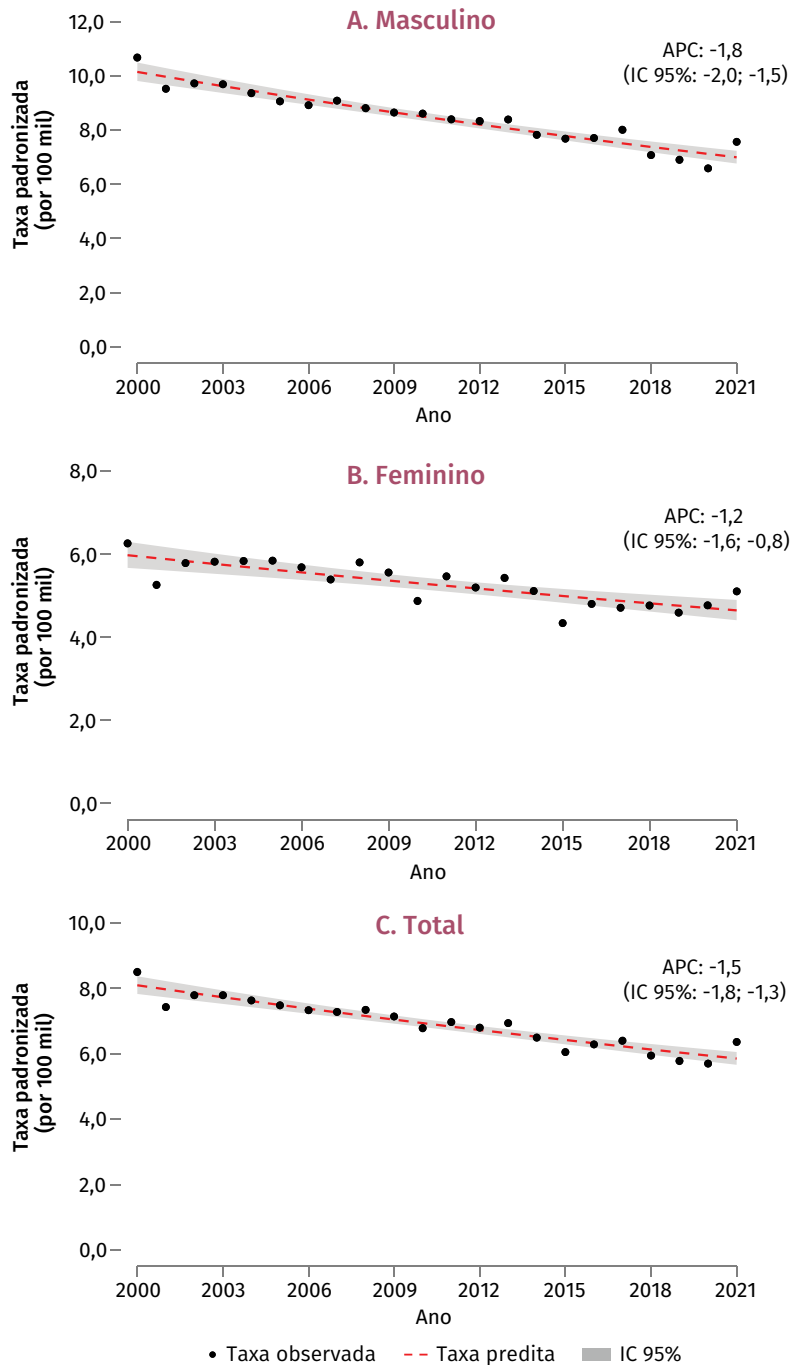 A. Masculino
APC: -1,8
(IC 95%: -2,0; -1,5)
Taxa padronizada
(por 100 mil)
12,0
10,0
8,0
6,0
4,0
2,0
0,0
2000 2003 2006 2009 2012 2015 2018 2021
Ano
B. Feminino
APC: -1,2
(IC 95%: -1,6; -0,8)
Taxa padronizada
(por 100 mil)
8,0
6,0
4,0
2,0
0,0
2000 2003 2006 2009 2012 2015 2018 2021
Ano
C. Total
APC: -1,5
(IC 95%: -1,8; -1,3)
Taxa padronizada
(por 100 mil)
10,0
8,0
6,0
4,0
2,0
0,0
2000 2003 2006 2009 2012 2015 2018 2021
Ano
Taxa observada Taxa predita IC 95%